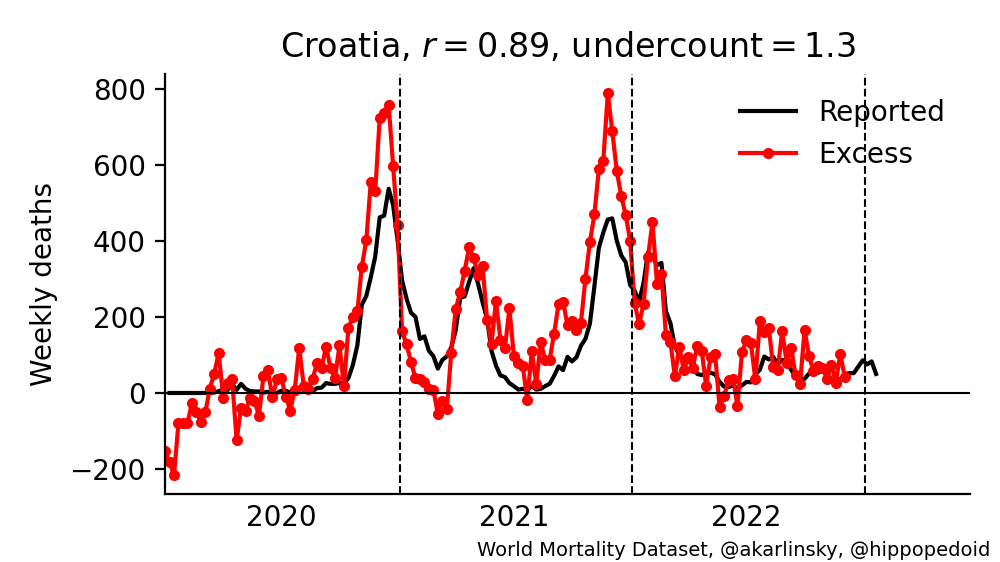 Croatia, r = 0.89, undercount = 1.3
800
600
400
200
0
−200
Weekly deaths
Reported
Excess
2020
2021
2022
World Mortality Dataset, @akarlinsky, @hippopedoid